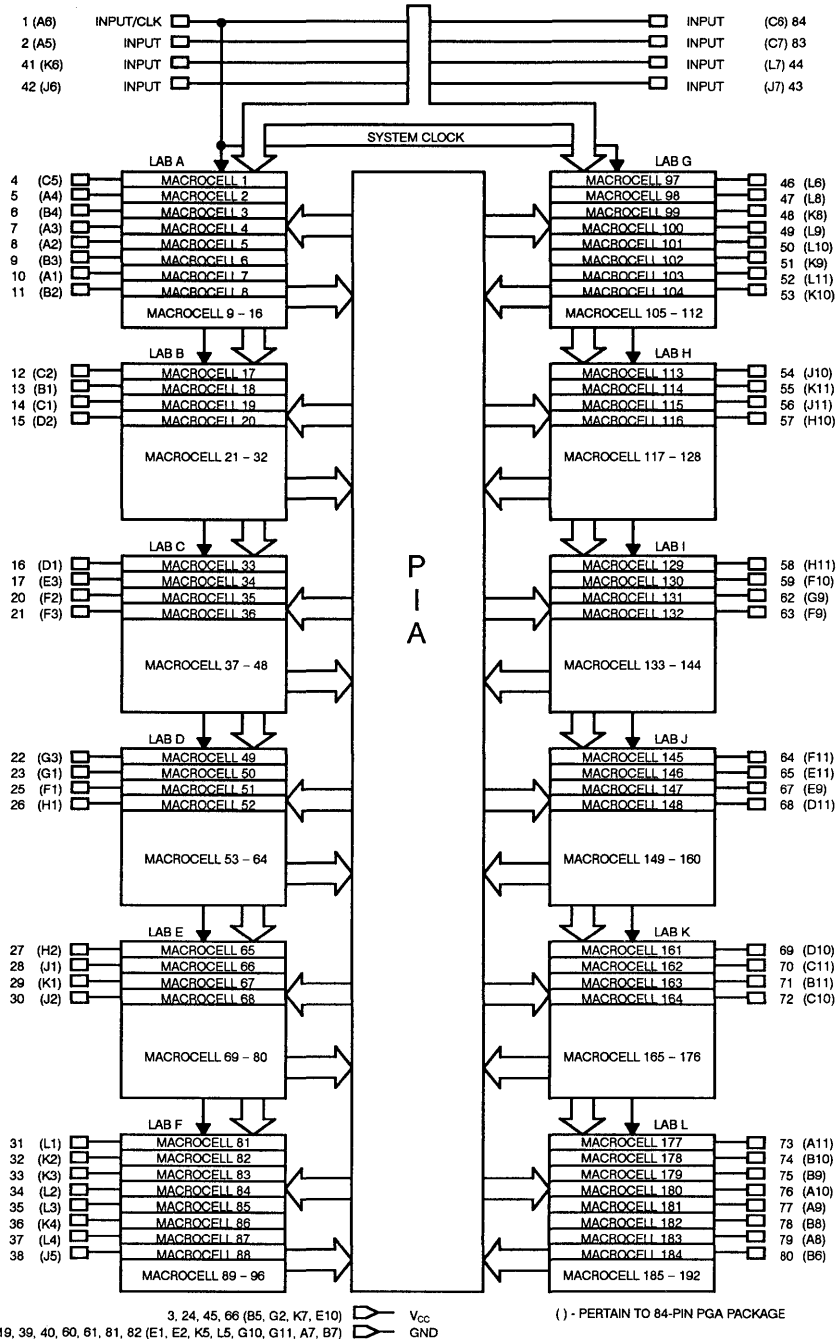 1 (A6) INPUT/CLK INPUT (C6) 84
2 (A5) INPUT INPUT (C7) 83
41 (K6) INPUT INPUT (L7) 44
42 (J6) INPUT INPUT (J7) 43
SYSTEM CLOCK
LAB A LAB G
4 (C5) MACROCELL 1 MACROCELL 97 46 (L6)
5 (A4) MACROCELL 2 MACROCELL 98 47 (L8)
6 (B4) MACROCELL 3 MACROCELL 99 48 (K8)
7 (A3) MACROCELL 4 MACROCELL 100 49 (L9)
8 (A2) MACROCELL 5 MACROCELL 101 50 (L10)
9 (B3) MACROCELL 6 MACROCELL 102 51 (K9)
10 (A1) MACROCELL 7 MACROCELL 103 52 (L11)
11 (B2) MACROCELL 8 MACROCELL 104 53 (K10)
MACROCELL 9 – 16 MACROCELL 105 – 112
LAB B LAB H
12 (C2) MACROCELL 17 MACROCELL 113 54 (J10)
13 (B1) MACROCELL 18 MACROCELL 114 55 (K11)
14 (C1) MACROCELL 19 MACROCELL 115 56 (J11)
15 (D2) MACROCELL 20 MACROCELL 116 57 (H10)
MACROCELL 21 – 32 MACROCELL 117 – 128
LAB C LAB I
16 (D1) MACROCELL 33 MACROCELL 129 58 (H11)
17 (E3) MACROCELL 34 MACROCELL 130 59 (F10)
20 (F2) MACROCELL 35 MACROCELL 131 62 (G9)
21 (F3) MACROCELL 36 MACROCELL 132 63 (F9)
PIA
MACROCELL 37 – 48 MACROCELL 133 – 144
LAB D LAB J
22 (G3) MACROCELL 49 MACROCELL 145 64 (F11)
23 (G1) MACROCELL 50 MACROCELL 146 65 (E11)
25 (F1) MACROCELL 51 MACROCELL 147 67 (E9)
26 (H1) MACROCELL 52 MACROCELL 148 68 (D11)
MACROCELL 53 – 64 MACROCELL 149 – 160
LAB E LAB K
27 (H2) MACROCELL 65 MACROCELL 161 69 (D10)
28 (J1) MACROCELL 66 MACROCELL 162 70 (C11)
29 (K1) MACROCELL 67 MACROCELL 163 71 (B11)
30 (J2) MACROCELL 68 MACROCELL 164 72 (C10)
MACROCELL 69 – 80 MACROCELL 165 – 176
LAB F LAB L
31 (L1) MACROCELL 81 MACROCELL 177 73 (A11)
32 (K2) MACROCELL 82 MACROCELL 178 74 (B10)
33 (K3) MACROCELL 83 MACROCELL 179 75 (B9)
34 (L2) MACROCELL 84 MACROCELL 180 76 (A10)
35 (L3) MACROCELL 85 MACROCELL 181 77 (A9)
36 (K4) MACROCELL 86 MACROCELL 182 78 (B8)
37 (L4) MACROCELL 87 MACROCELL 183 79 (A8)
38 (J5) MACROCELL 88 MACROCELL 184 80 (B6)
MACROCELL 89 – 96 MACROCELL 185 – 192
3, 24, 45, 66 (B5, G2, K7, E10) VCC ( ) - PERTAIN TO 84-PIN PGA PACKAGE
19, 39, 40, 60, 61, 81, 82 (E1, E2, K5, L5, G10, G11, A7, B7) GND